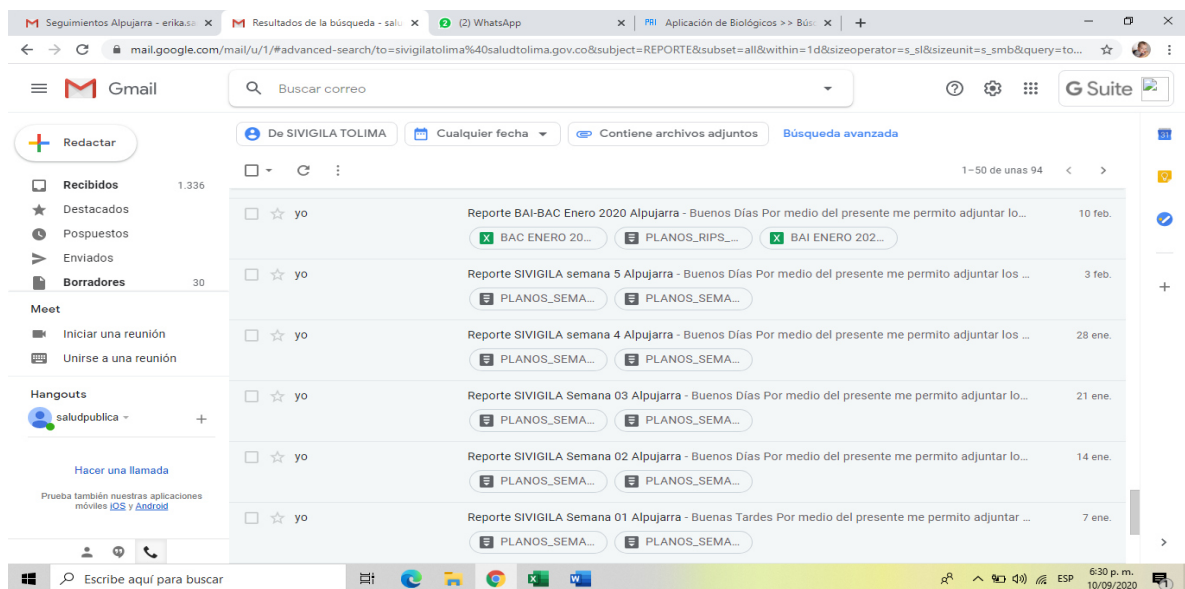 Seguimientos Alpujarra - erika.sa
Resultados de la búsqueda - salu
(2) WhatsApp
PAI Aplicación de Biológicos >> Bús
mail.google.com/mail/u/1/#advanced-search/to=sivigilatolima%40saludtolima.gov.co&subject=REPORTE&subset=all&within=1d&sizeoperator=s_sl&sizeunit=s_smb&query=to...
Gmail
Buscar correo
G Suite
Redactar
De SIVIGILA TOLIMA
Cualquier fecha
Contiene archivos adjuntos
Búsqueda avanzada
1–50 de unas 94
Recibidos 1.336
Destacados
Pospuestos
Enviados
Borradores 30
Meet
Iniciar una reunión
Unirse a una reunión
Hangouts
saludpublica
Hacer una llamada
Prueba también nuestras aplicaciones
móviles iOS y Android
yo Reporte BAI-BAC Enero 2020 Alpujarra - Buenos Días Por medio del presente me permito adjuntar lo... 10 feb.
BAC ENERO 20... PLANOS_RIPS_... BAI ENERO 202...
yo Reporte SIVIGILA semana 5 Alpujarra - Buenos Días Por medio del presente me permito adjuntar los ... 3 feb.
PLANOS_SEMA... PLANOS_SEMA...
yo Reporte SIVIGILA semana 4 Alpujarra - Buenos Días Por medio del presente me permito adjuntar los ... 28 ene.
PLANOS_SEMA... PLANOS_SEMA...
yo Reporte SIVIGILA Semana 03 Alpujarra - Buenos Días Por medio del presente me permito adjuntar lo... 21 ene.
PLANOS_SEMA... PLANOS_SEMA...
yo Reporte SIVIGILA Semana 02 Alpujarra - Buenos Días Por medio del presente me permito adjuntar lo... 14 ene.
PLANOS_SEMA... PLANOS_SEMA...
yo Reporte SIVIGILA Semana 01 Alpujarra - Buenas Tardes Por medio del presente me permito adjuntar ... 7 ene.
PLANOS_SEMA... PLANOS_SEMA...
Escribe aquí para buscar
ESP
6:30 p. m.
10/09/2020